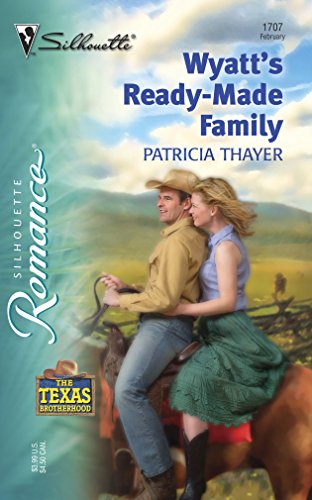 Silhouette®
1707
February
Wyatt's
Ready-Made
Family
PATRICIA THAYER
SILHOUETTE
Romance®
THE
TEXAS
BROTHERHOOD
$3.99 U.S.
$4.50 CAN.